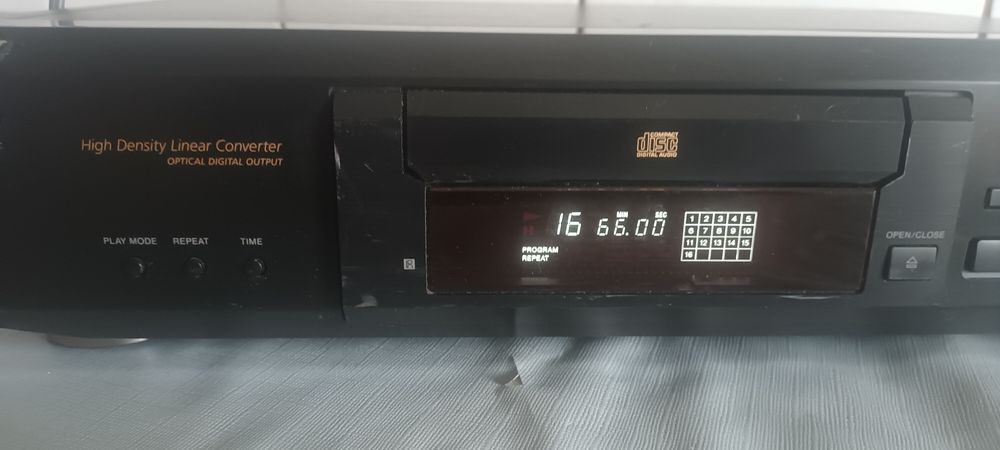 High Density Linear Converter
OPTICAL DIGITAL OUTPUT
COMPACT
disc
DIGITAL AUDIO
PLAY MODE REPEAT TIME
MIN SEC
16 66.00
PROGRAM
REPEAT
1 2 3 4 5
6 7 8 9 10
11 12 13 14 15
16
R
OPEN/CLOSE